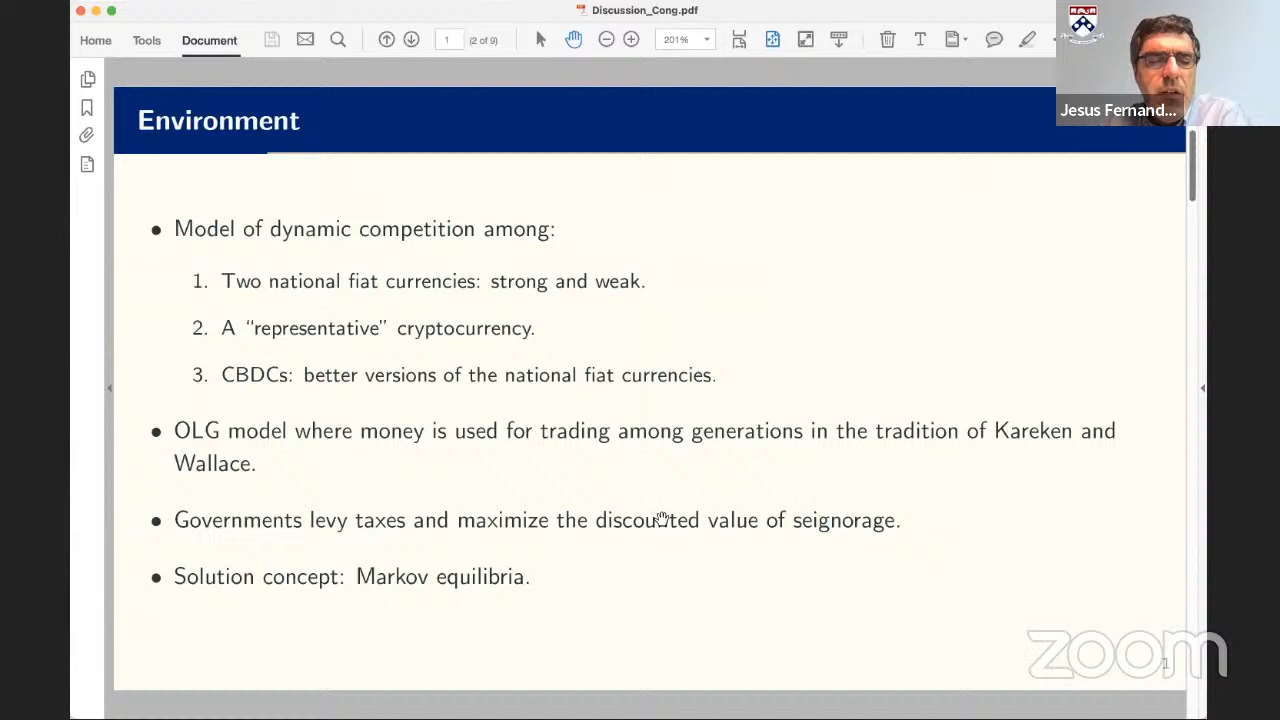 Discussion_Cong.pdf
Home Tools Document 1 (2 of 9) 201%
Jesus Fernand...
Environment
• Model of dynamic competition among:
1. Two national fiat currencies: strong and weak.
2. A “representative” cryptocurrency.
3. CBDCs: better versions of the national fiat currencies.
• OLG model where money is used for trading among generations in the tradition of Kareken and
Wallace.
• Governments levy taxes and maximize the discounted value of seignorage.
• Solution concept: Markov equilibria.
zoom
1